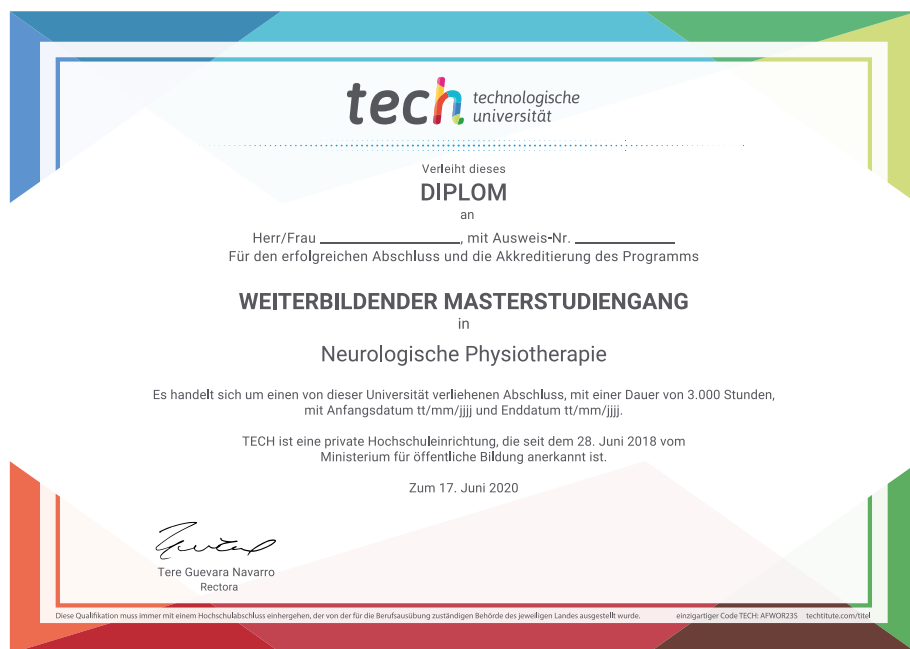 tech technologische
universität
Verleiht dieses
DIPLOM
an
Herr/Frau ____________, mit Ausweis-Nr. ____________
Für den erfolgreichen Abschluss und die Akkreditierung des Programms
WEITERBILDENDER MASTERSTUDIENGANG
in
Neurologische Physiotherapie
Es handelt sich um einen von dieser Universität verliehenen Abschluss, mit einer Dauer von 3.000 Stunden,
mit Anfangsdatum tt/mm/jjjj und Enddatum tt/mm/jjjj.
TECH ist eine private Hochschuleinrichtung, die seit dem 28. Juni 2018 vom
Ministerium für öffentliche Bildung anerkannt ist.
Zum 17. Juni 2020
Tere Guevara Navarro
Rectora
Diese Qualifikation muss immer mit einem Hochschulabschluss einhergehen, der von der für die Berufsausübung zuständigen Behörde des jeweiligen Landes ausgestellt wurde. einzigartiger Code TECH: AFWOR23S techtitute.com/titel